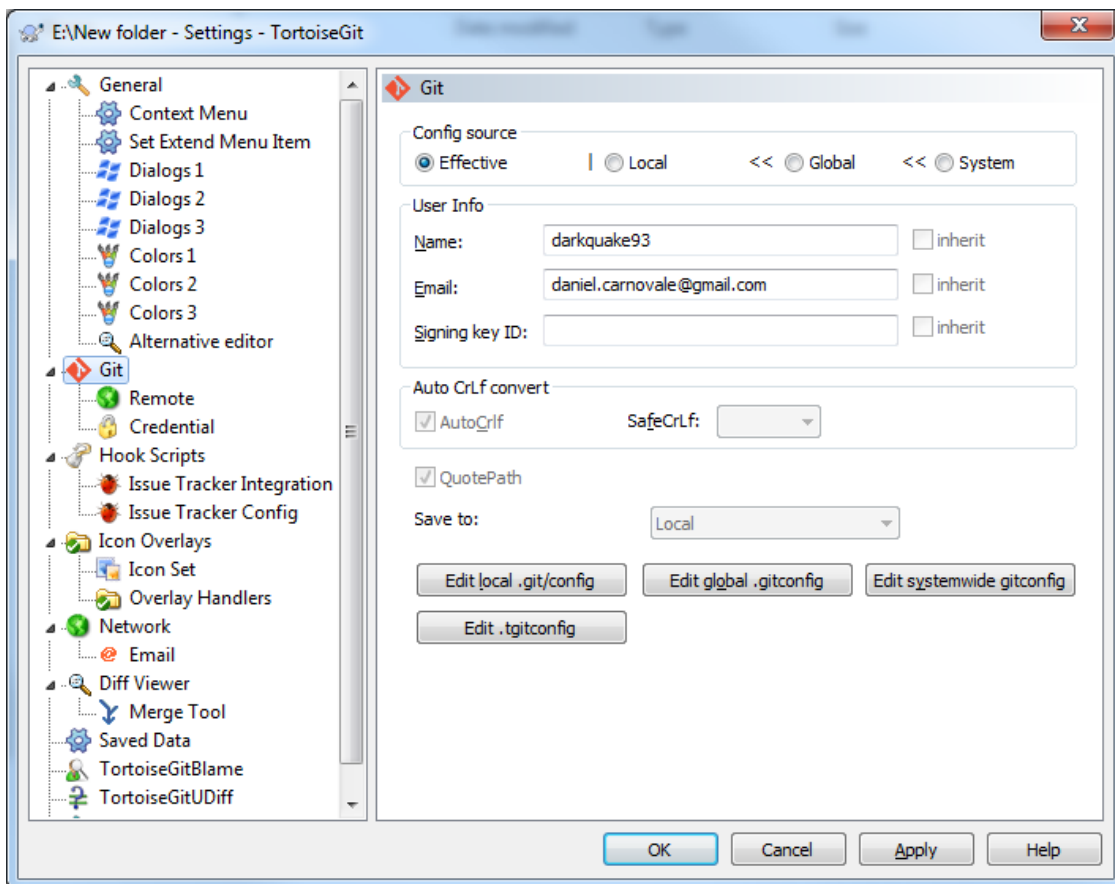 E:\New folder - Settings - TortoiseGit
X
General
Context Menu
Set Extend Menu Item
Dialogs 1
Dialogs 2
Dialogs 3
Colors 1
Colors 2
Colors 3
Alternative editor
Git
Remote
Credential
Hook Scripts
Issue Tracker Integration
Issue Tracker Config
Icon Overlays
Icon Set
Overlay Handlers
Network
Email
Diff Viewer
Merge Tool
Saved Data
TortoiseGitBlame
TortoiseGitUDiff
Git
Config source
Effective | Local << Global << System
User Info
Name: darkquake93 inherit
Email: daniel.carnovale@gmail.com inherit
Signing key ID: inherit
Auto CrLf convert
AutoCrlf SafeCrLf:
QuotePath
Save to: Local
Edit local .git/config Edit global .gitconfig Edit systemwide gitconfig
Edit .tgitconfig
OK Cancel Apply Help